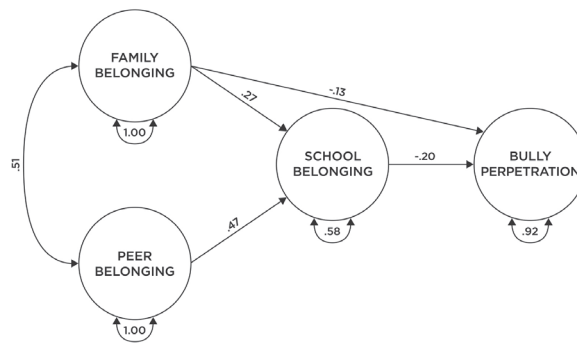 FAMILY
BELONGING
1.00
-.13
.27
.51
SCHOOL
BELONGING
.58
-.20
BULLY
PERPETRATION
.92
.47
PEER
BELONGING
1.00